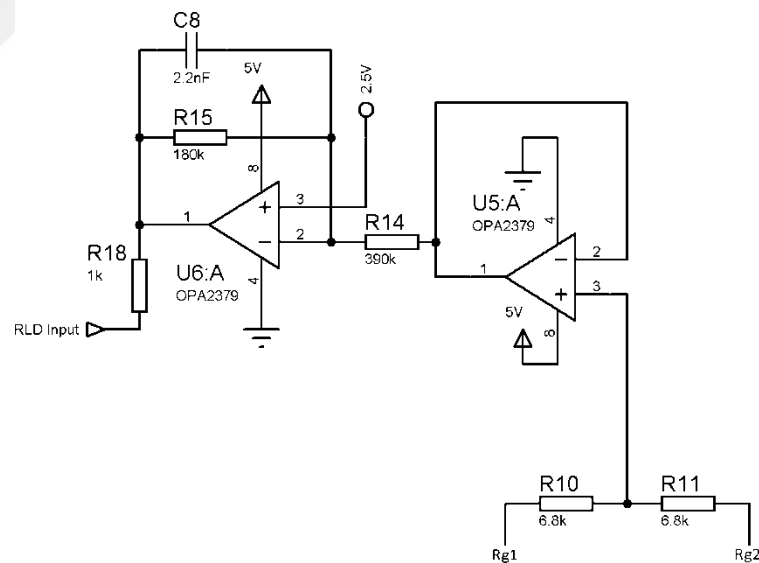 C8
2.2nF
5V
2.5V
R15
180k
8
3
+
1
−
2
R14
390k
R18
1k
U6:A
OPA2379
4
RLD Input
U5:A
OPA2379
4
−
2
1
+
3
5V
8
R10
6.8k
R11
6.8k
Rg1
Rg2